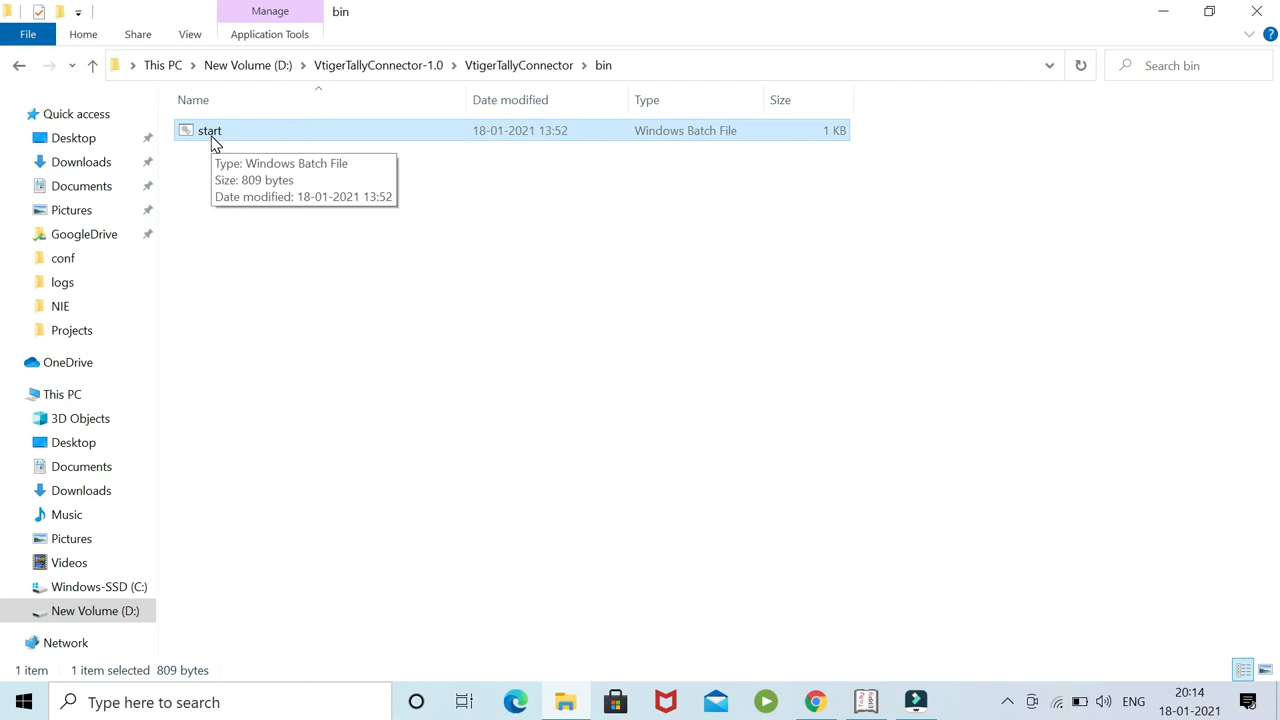 Manage
bin
File
Home
Share
View
Application Tools
This PC
New Volume (D:)
VtigerTallyConnector-1.0
VtigerTallyConnector
bin
Search bin
Name
Date modified
Type
Size
start
18-01-2021 13:52
Windows Batch File
1 KB
Type: Windows Batch File
Size: 809 bytes
Date modified: 18-01-2021 13:52
Quick access
Desktop
Downloads
Documents
Pictures
GoogleDrive
conf
logs
NIE
Projects
OneDrive
This PC
3D Objects
Desktop
Documents
Downloads
Music
Pictures
Videos
Windows-SSD (C:)
New Volume (D:)
Network
1 item
1 item selected 809 bytes
Type here to search
ENG
20:14
18-01-2021